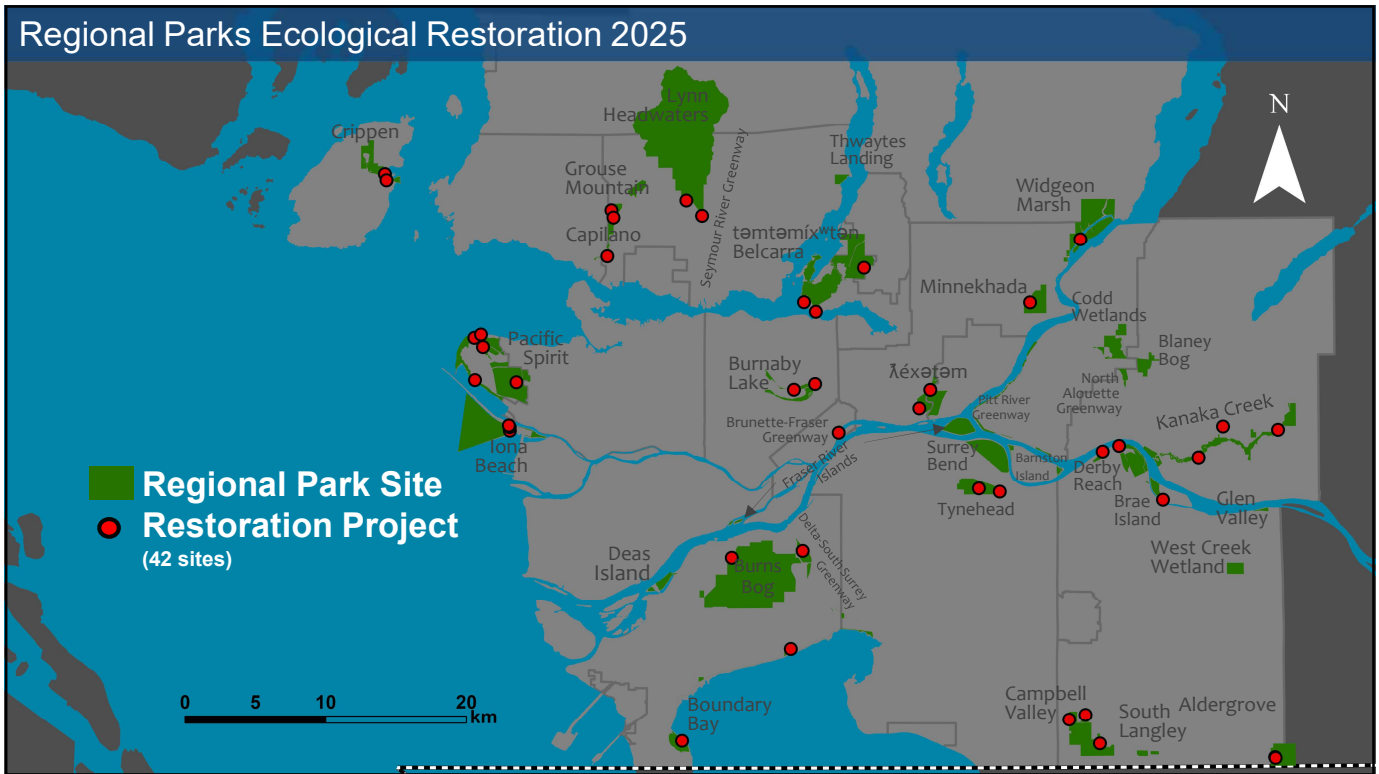 Regional Parks Ecological Restoration 2025
N
Crippen
Lynn
Headwaters
Grouse
Mountain
Capilano
Seymour River Greenway
Thwaytes
Landing
təmtəmíxʷtən
Belcarra
Widgeon
Marsh
Minnekhada
Codd
Wetlands
Blaney
Bog
North
Alouette
Greenway
Pacific
Spirit
Burnaby
Lake
ƛ̓éxətəm
Pitt River
Greenway
Kanaka Creek
Brunette-Fraser
Greenway
Iona
Beach
Fraser River
Islands
Surrey
Bend
Barnston
Island
Derby
Reach
Tynehead
Brae
Island
Glen
Valley
Regional Park Site
Restoration Project
(42 sites)
Deas
Island
Burns
Bog
Delta-South-Surrey
Greenway
West Creek
Wetland
0 5 10 20
km
Boundary
Bay
Campbell
Valley
South
Langley
Aldergrove